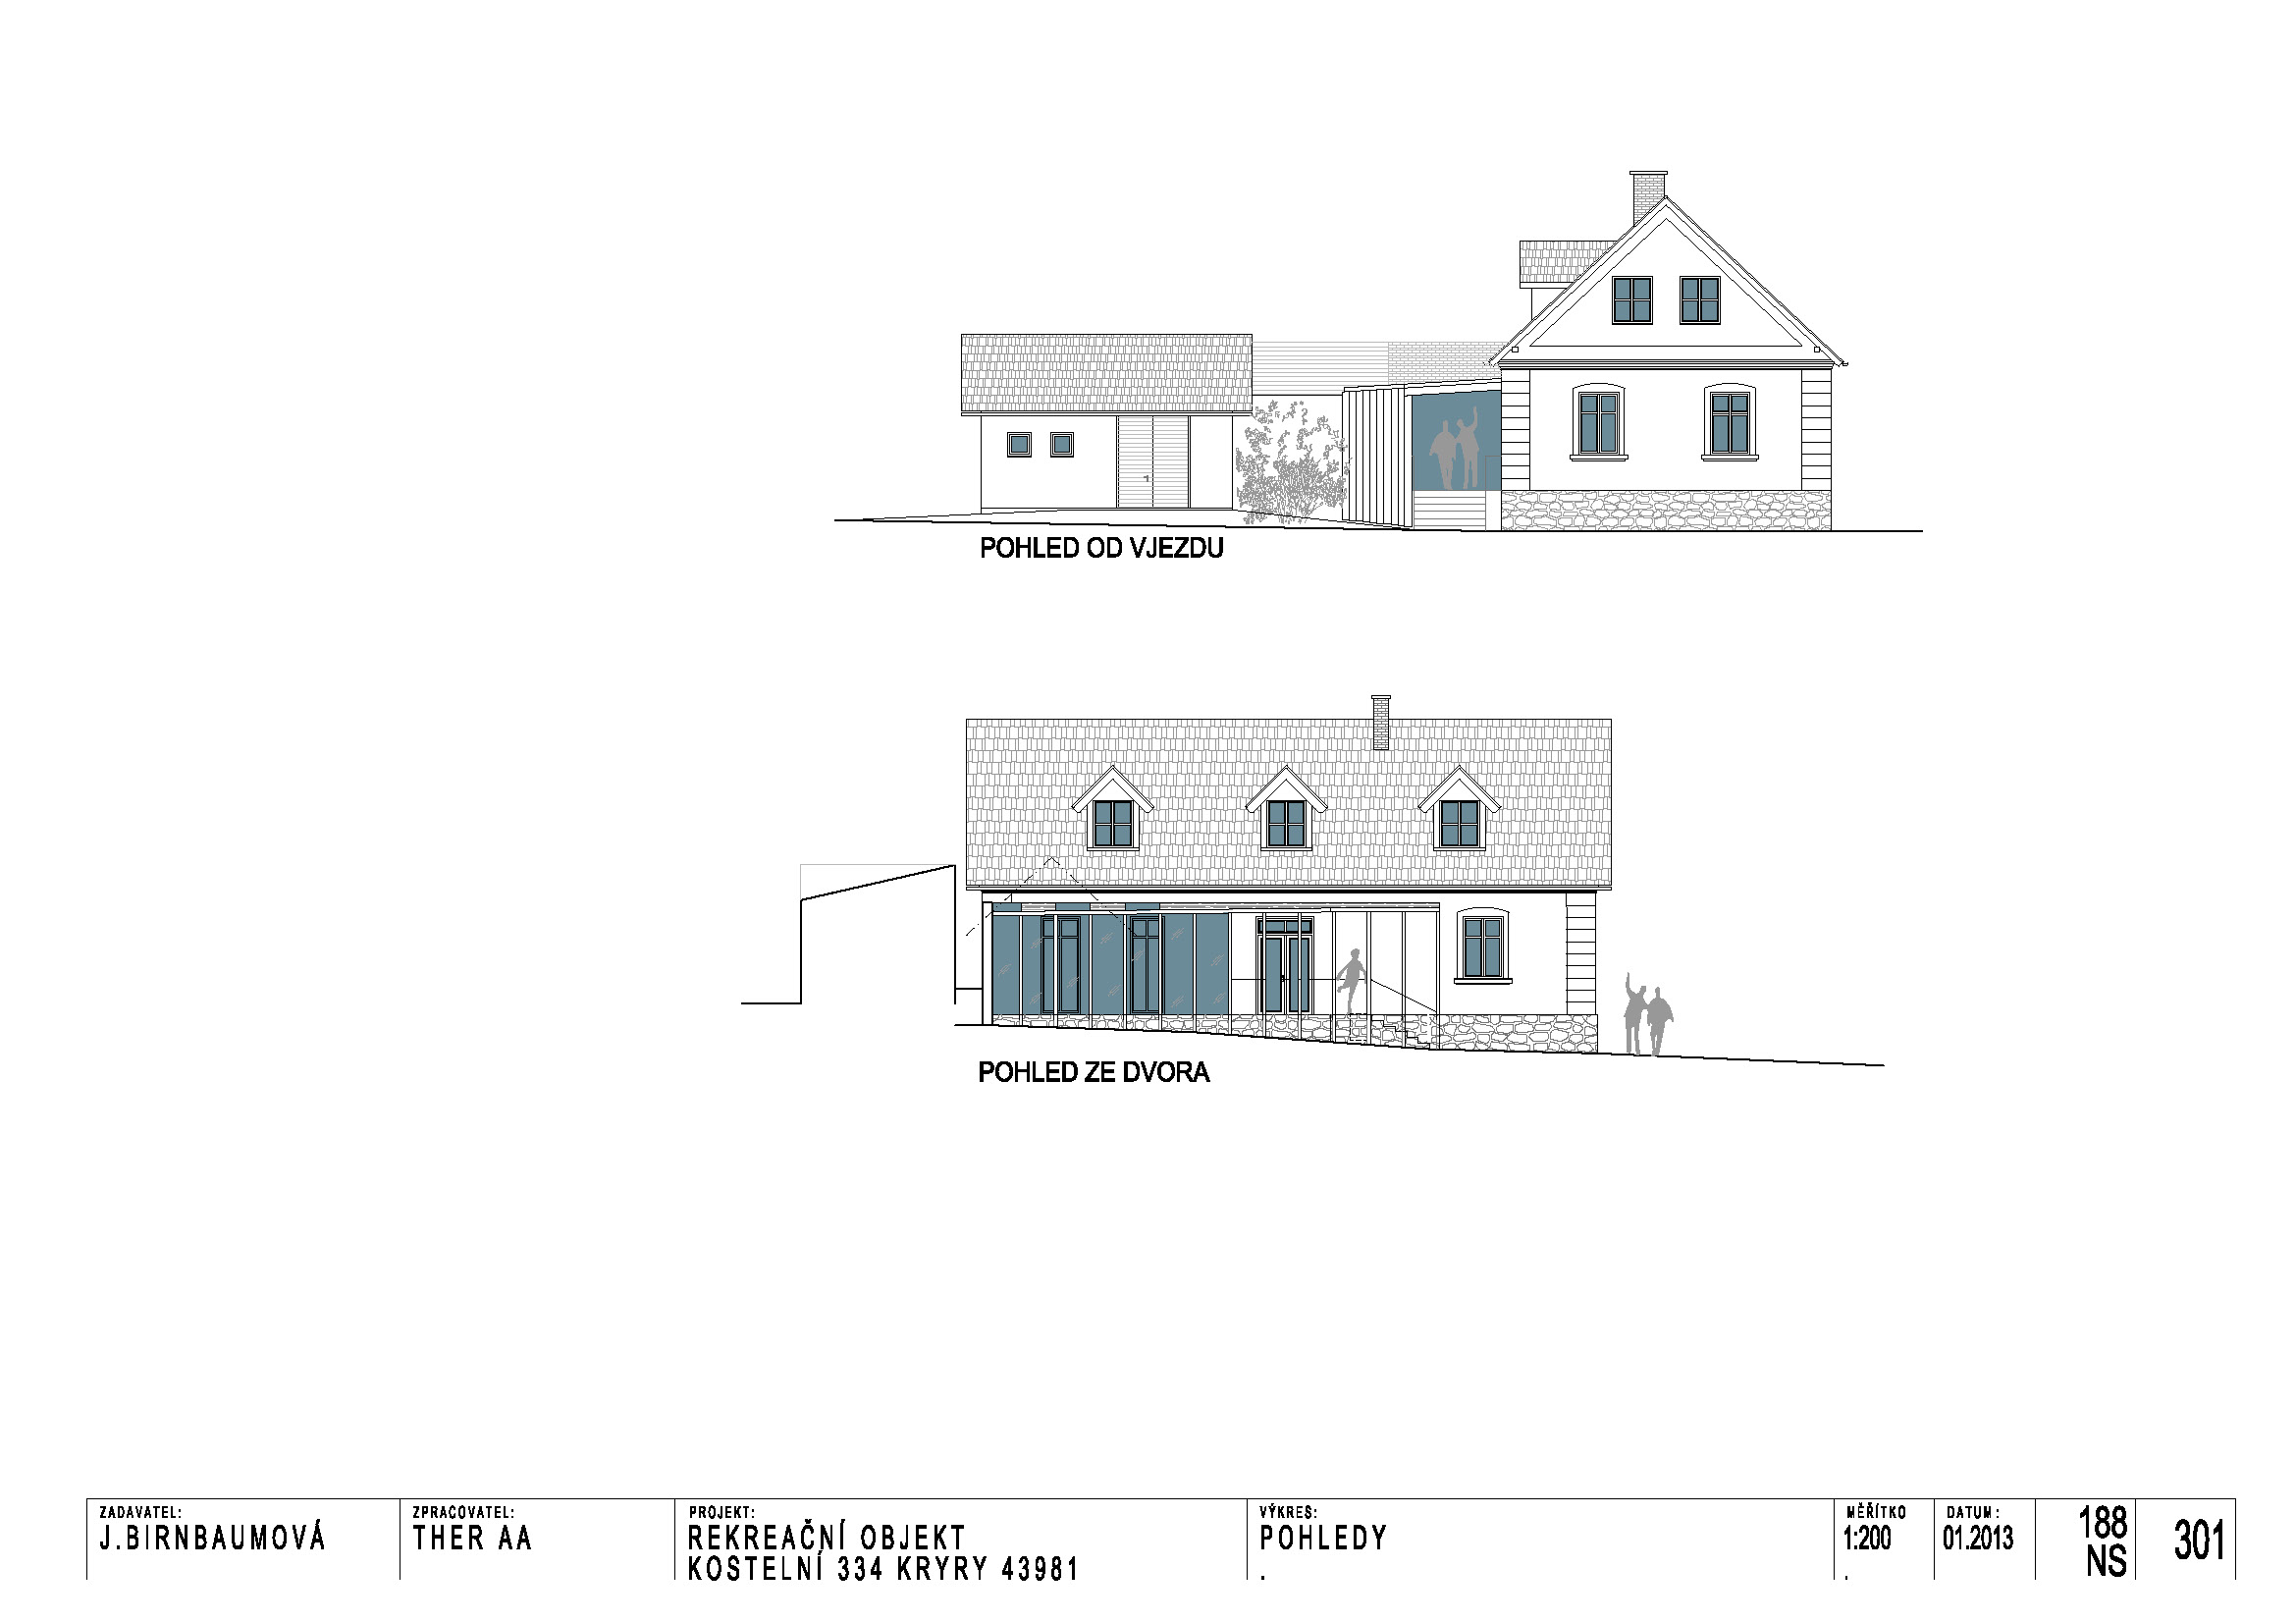 POHLED OD VJEZDU
POHLED ZE DVORA
ZADAVATEL:
J.BIRNBAUMOVÁ
ZPRACOVATEL:
THER AA
PROJEKT:
REKREAČNÍ OBJEKT
KOSTELNÍ 334 KRYRY 43981
VÝKRES:
POHLEDY
.
MĚŘÍTKO
1:200
.
DATUM:
01.2013
188
NS
301